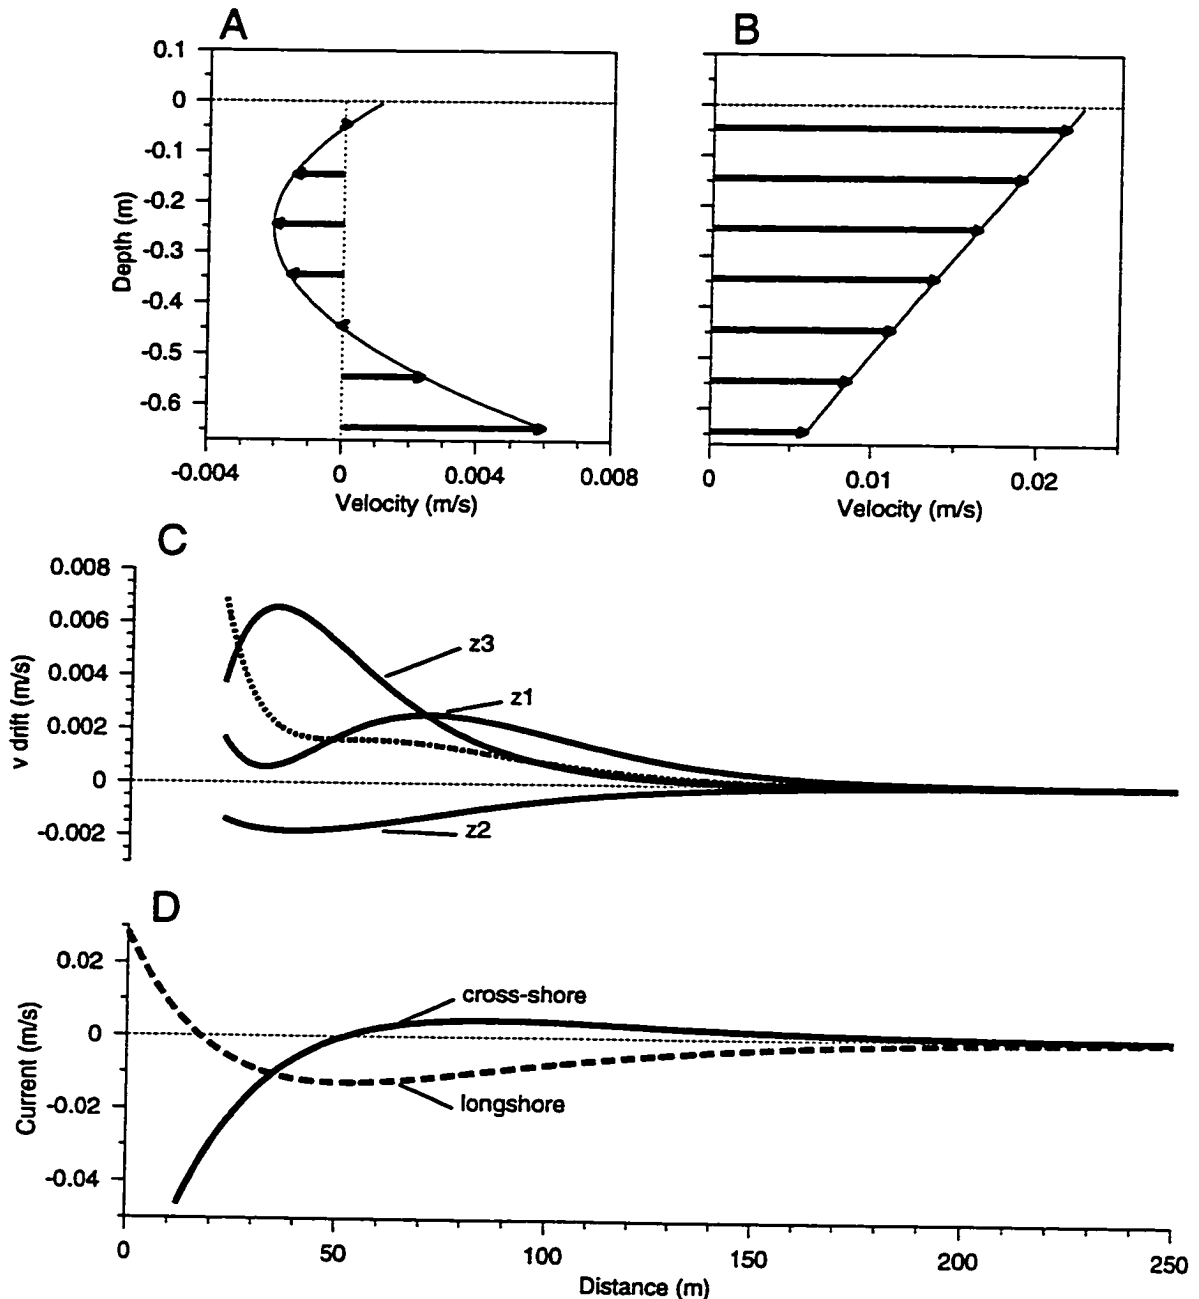 A
B
0.1
0
-0.1
-0.2
-0.3
-0.4
-0.5
-0.6
Depth (m)
-0.004
0
0.004
0.008
Velocity (m/s)
0
0.01
0.02
Velocity (m/s)
C
0.008
0.006
0.004
0.002
0
-0.002
v drift (m/s)
z3
z1
z2
D
0.02
0
-0.02
-0.04
Current (m/s)
cross-shore
longshore
0
50
100
150
200
250
Distance (m)